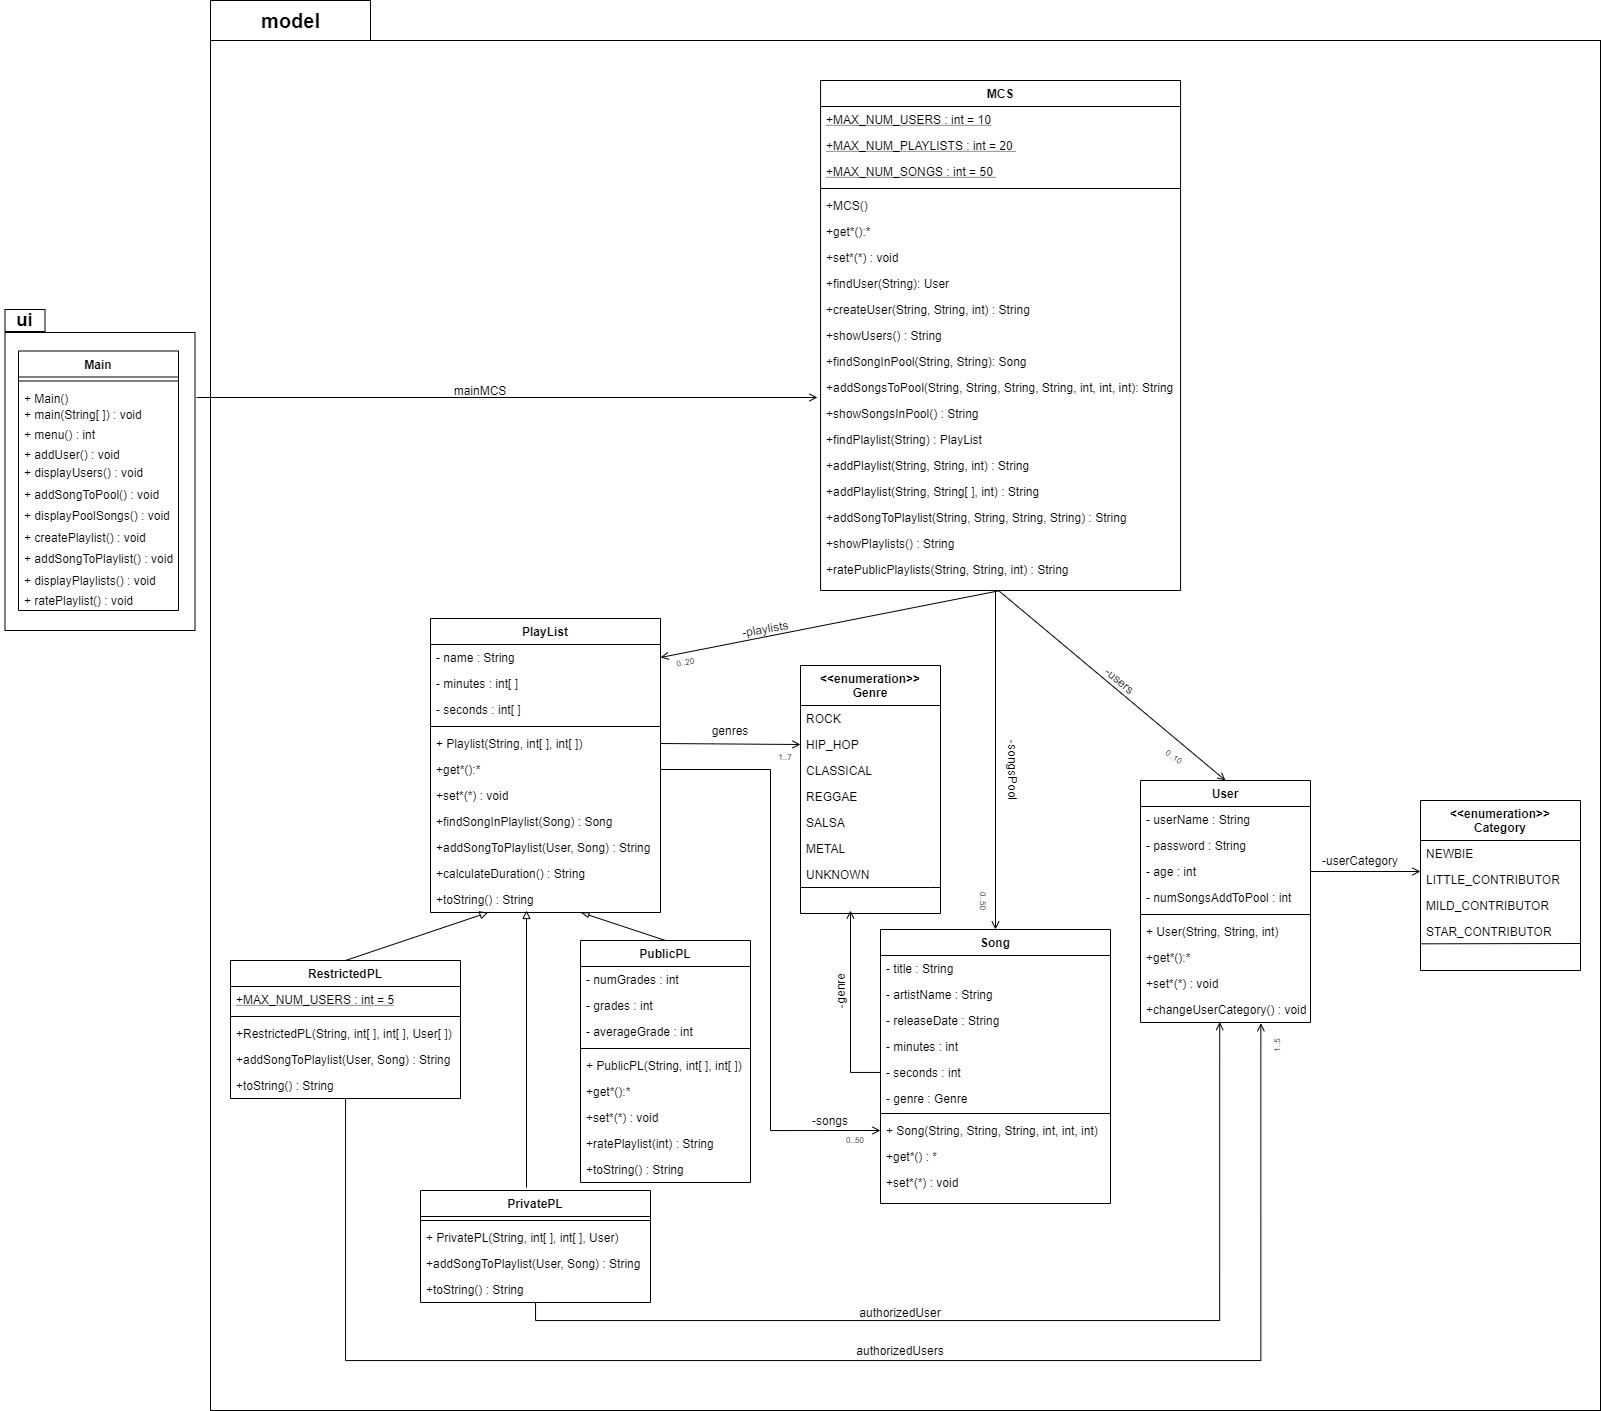 model
MCS
+MAX_NUM_USERS : int = 10
+MAX_NUM_PLAYLISTS : int = 20
+MAX_NUM_SONGS : int = 50
+MCS()
+get*():*
+set*(*) : void
+findUser(String): User
+createUser(String, String, int) : String
+showUsers() : String
+findSongInPool(String, String): Song
+addSongsToPool(String, String, String, String, int, int, int): String
+showSongsInPool() : String
+findPlaylist(String) : PlayList
+addPlaylist(String, String, int) : String
+addPlaylist(String, String[ ], int) : String
+addSongToPlaylist(String, String, String, String) : String
+showPlaylists() : String
+ratePublicPlaylists(String, String, int) : String
ui
Main
+ Main()
+ main(String[ ]) : void
+ menu() : int
+ addUser() : void
+ displayUsers() : void
+ addSongToPool() : void
+ displayPoolSongs() : void
+ createPlaylist() : void
+ addSongToPlaylist() : void
+ displayPlaylists() : void
+ ratePlaylist() : void
mainMCS
-playlists
0..20
-songsPool
0..50
-users
0..10
PlayList
- name : String
- minutes : int[ ]
- seconds : int[ ]
+ Playlist(String, int[ ], int[ ])
+get*():*
+set*(*) : void
+findSongInPlaylist(Song) : Song
+addSongToPlaylist(User, Song) : String
+calculateDuration() : String
+toString() : String
genres
1..7
<<enumeration>>
Genre
ROCK
HIP_HOP
CLASSICAL
REGGAE
SALSA
METAL
UNKNOWN
User
- userName : String
- password : String
- age : int
- numSongsAddToPool : int
+ User(String, String, int)
+get*():*
+set*(*) : void
+changeUserCategory() : void
-userCategory
<<enumeration>>
Category
NEWBIE
LITTLE_CONTRIBUTOR
MILD_CONTRIBUTOR
STAR_CONTRIBUTOR
RestrictedPL
+MAX_NUM_USERS : int = 5
+RestrictedPL(String, int[ ], int[ ], User[ ])
+addSongToPlaylist(User, Song) : String
+toString() : String
PublicPL
- numGrades : int
- grades : int
- averageGrade : int
+ PublicPL(String, int[ ], int[ ])
+get*():*
+set*(*) : void
+ratePlaylist(int) : String
+toString() : String
-genre
-songs
0..50
Song
- title : String
- artistName : String
- releaseDate : String
- minutes : int
- seconds : int
- genre : Genre
+ Song(String, String, String, int, int, int)
+get*() : *
+set*(*) : void
1..5
PrivatePL
+ PrivatePL(String, int[ ], int[ ], User)
+addSongToPlaylist(User, Song) : String
+toString() : String
authorizedUser
authorizedUsers